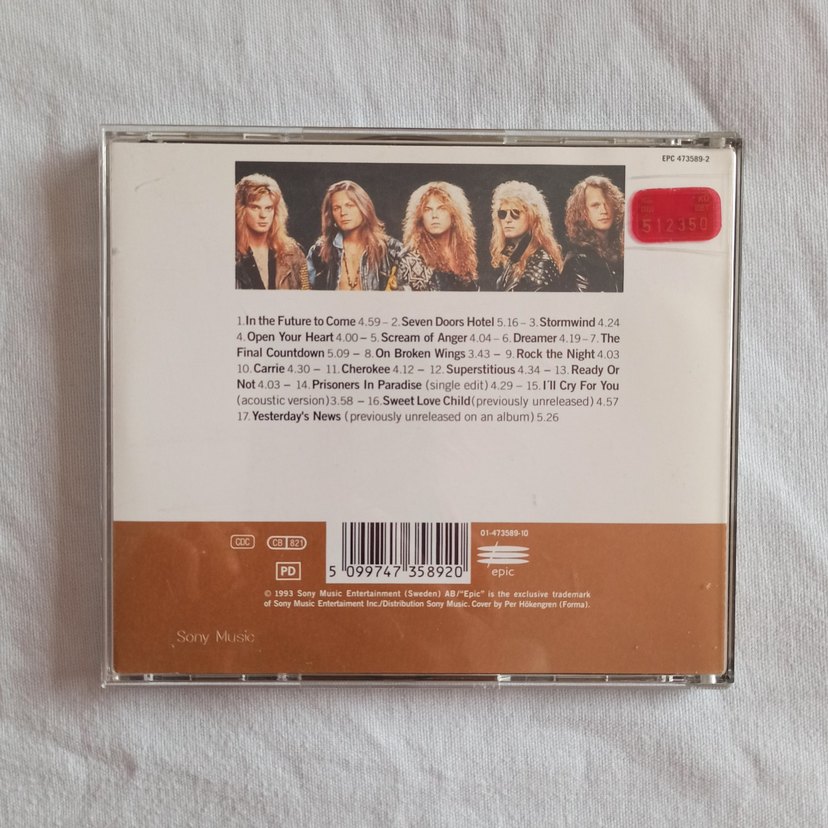 EPC 473589-2
512350
1.In the Future to Come 4.59 – 2. Seven Doors Hotel 5.16 – 3. Stormwind 4.24
4. Open Your Heart 4.00 – 5. Scream of Anger 4.04 – 6. Dreamer 4.19 – 7. The
Final Countdown 5.09 – 8. On Broken Wings 3.43 – 9. Rock the Night 4.03
10. Carrie 4.30 – 11. Cherokee 4.12 – 12. Superstitious 4.34 – 13. Ready Or
Not 4.03 – 14. Prisoners In Paradise (single edit) 4.29 – 15. I´ll Cry For You
(acoustic version) 3.58 – 16. Sweet Love Child (previously unreleased) 4.57
17. Yesterday's News (previously unreleased on an album) 5.26
CDC CB 821
01-473589-10
PD
5 099747 358920
epic
© 1993 Sony Music Entertainment (Sweden) AB/"Epic" is the exclusive trademark
of Sony Music Entertaiment Inc./Distribution Sony Music. Cover by Per Hökengren (Forma).
Sony Music